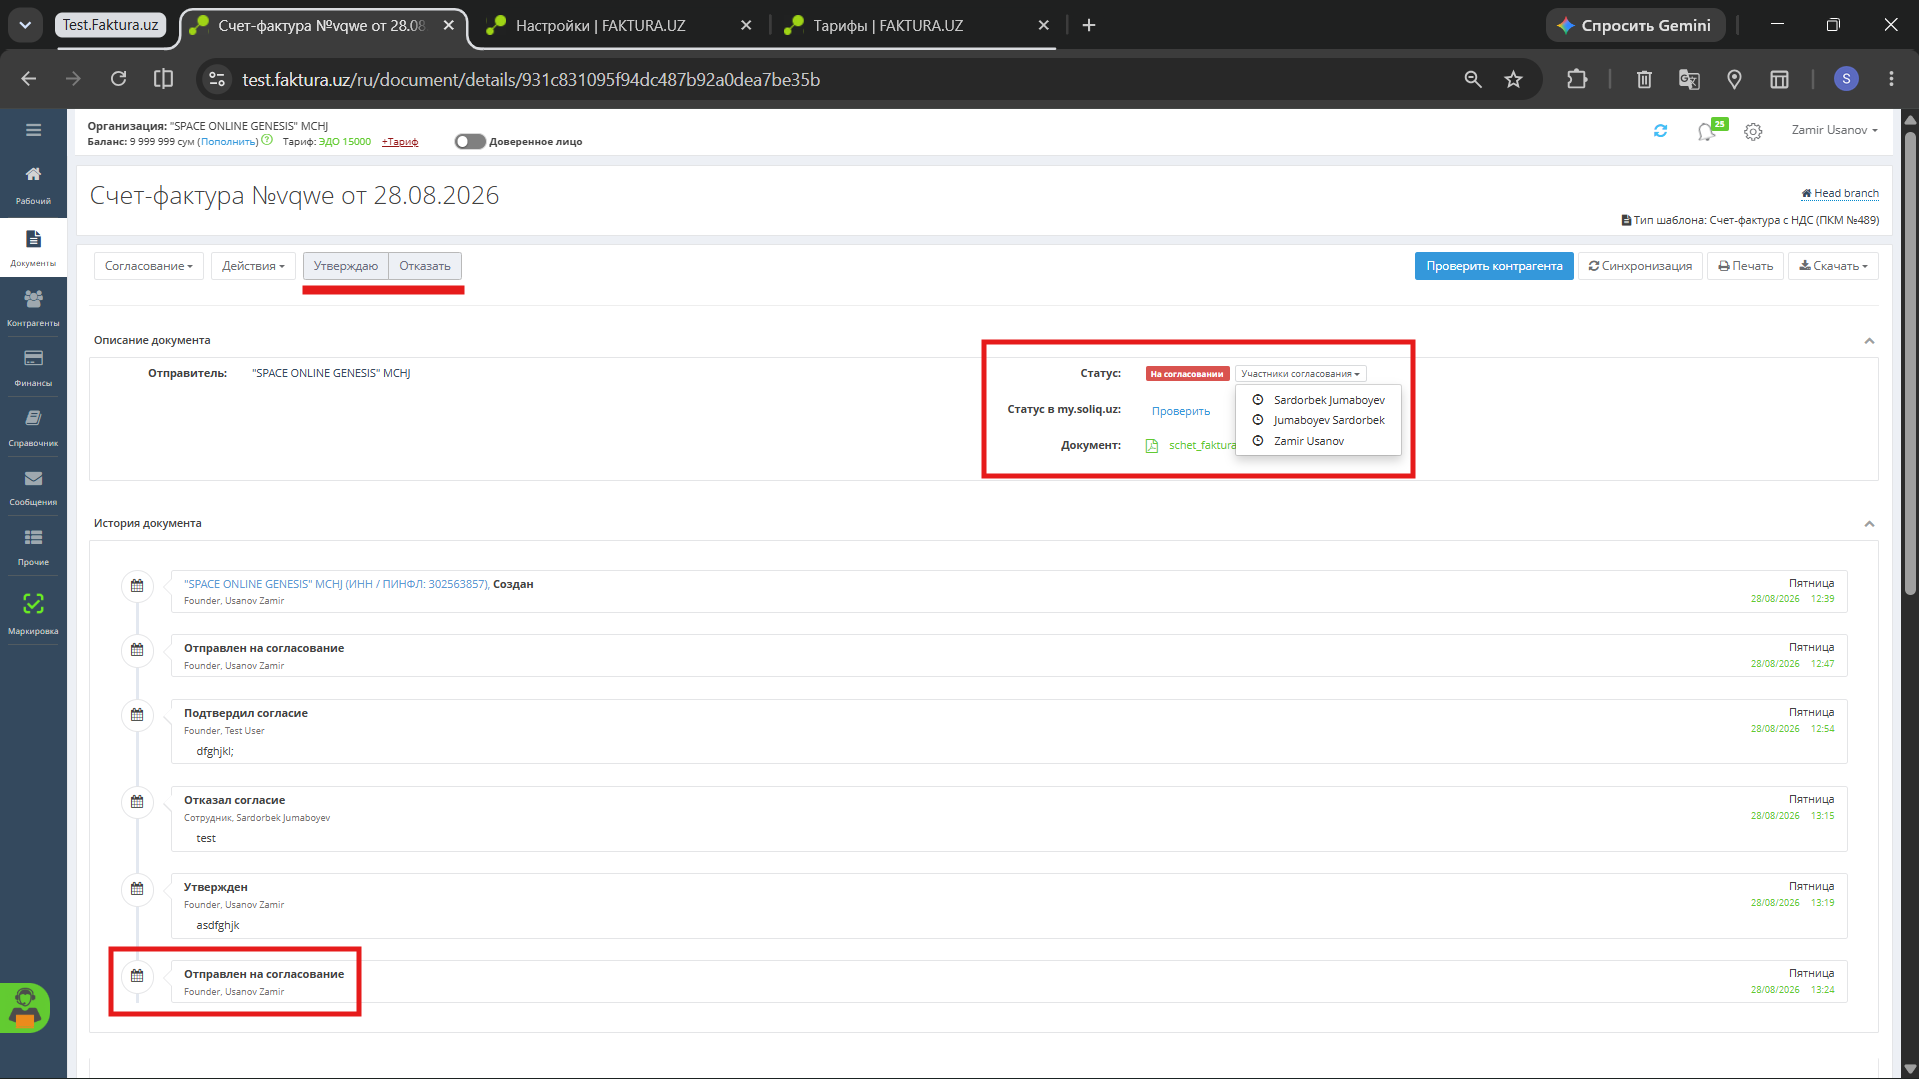 Test.Faktura.uz
Счет-фактура №vqwe от 28.08
Настройки | FAKTURA.UZ
Тарифы | FAKTURA.UZ
Спросить Gemini
test.faktura.uz/ru/document/details/931c831095f94dc487b92a0dea7be35b
S
Организация: "SPACE ONLINE GENESIS" MCHJ
Баланс: 9 999 999 сум (Пополнить) ? Тариф: ЭДО 15000 +Тариф
Доверенное лицо
25
Zamir Usanov
Рабочий
Документы
Контрагенты
Финансы
Справочник
Сообщения
Прочие
Маркировка
Счет-фактура №vqwe от 28.08.2026
Head branch
Тип шаблона: Счет-фактура с НДС (ПКМ №489)
Согласование
Действия
Утверждаю
Отказать
Проверить контрагента
Синхронизация
Печать
Скачать
Описание документа
Отправитель: "SPACE ONLINE GENESIS" MCHJ
Статус: На согласовании Участники согласования
Sardorbek Jumaboyev
Jumaboyev Sardorbek
Zamir Usanov
Статус в my.soliq.uz: Проверить
Документ: schet_faktura
История документа
"SPACE ONLINE GENESIS" MCHJ (ИНН / ПИНФЛ: 302563857), Создан
Founder, Usanov Zamir
Пятница
28/08/2026 12:39
Отправлен на согласование
Founder, Usanov Zamir
Пятница
28/08/2026 12:47
Подтвердил согласие
Founder, Test User
dfghjkl;
Пятница
28/08/2026 12:54
Отказал согласие
Сотрудник, Sardorbek Jumaboyev
test
Пятница
28/08/2026 13:15
Утвержден
Founder, Usanov Zamir
asdfghjk
Пятница
28/08/2026 13:19
Отправлен на согласование
Founder, Usanov Zamir
Пятница
28/08/2026 13:24